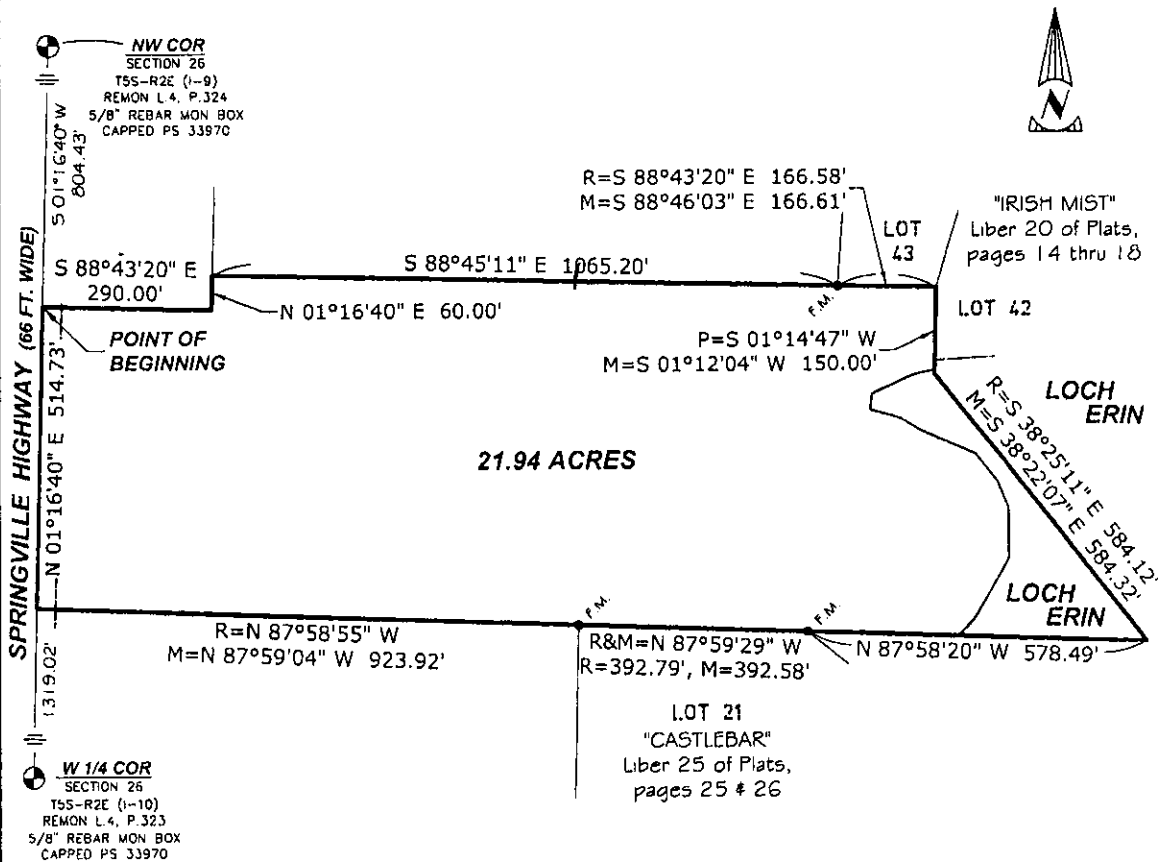 NW COR
SECTION 26
T5S-R2E (I-9)
REMON L.4, P.324
5/8" REBAR MON BOX
CAPPED PS 33970
N
S 01°16'40" W
804.43'
R=S 88°43'20" E 166.58'
M=S 88°46'03" E 166.61'
LOT
43
"IRISH MIST"
Liber 20 of Plats,
pages 14 thru 18
S 88°43'20" E
290.00'
S 88°45'11" E 1065.20'
N 01°16'40" E 60.00'
F.M.
LOT 42
POINT OF
BEGINNING
P=S 01°14'47" W
M=S 01°12'04" W 150.00'
SPRINGVILLE HIGHWAY (66 FT. WIDE)
N 01°16'40" E 514.73'
LOCH
ERIN
R=S 38°25'11" E 584.12'
M=S 38°22'07" E 584.32'
21.94 ACRES
LOCH
ERIN
F.M.
F.M.
R=N 87°58'55" W
M=N 87°59'04" W 923.92'
R&M=N 87°59'29" W
R=392.79', M=392.58'
N 87°58'20" W 578.49'
1319.02'
LOT 21
"CASTLEBAR"
Liber 25 of Plats,
pages 25 & 26
W 1/4 COR
SECTION 26
T5S-R2E (I-10)
REMON L.4, P.323
5/8" REBAR MON BOX
CAPPED PS 33970